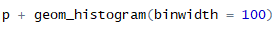 p + geom_histogram(binwidth = 100)